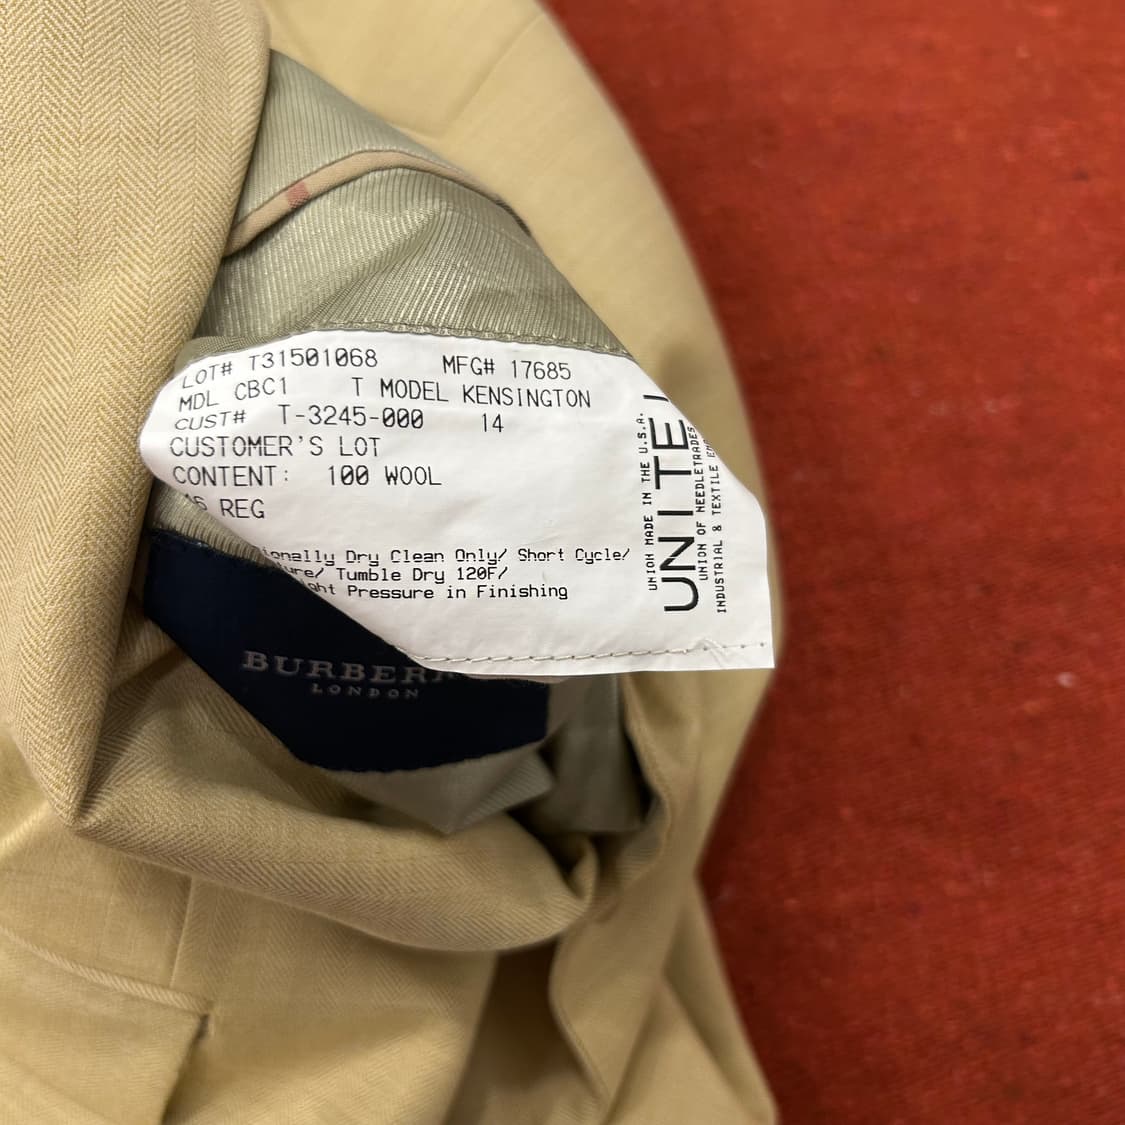 LOT# T31501068 MFG# 17685
MDL CBC1 T MODEL KENSINGTON
CUST# T-3245-000 14
CUSTOMER'S LOT
CONTENT: 100 WOOL
REG
Dry Clean Only/ Short Cycle/
Tumble Dry 120F/
Pressure in Finishing
UNION MADE IN THE U.S.A.
UNITE
UNION OF NEEDLETRADES
INDUSTRIAL & TEXTILE
LONDON